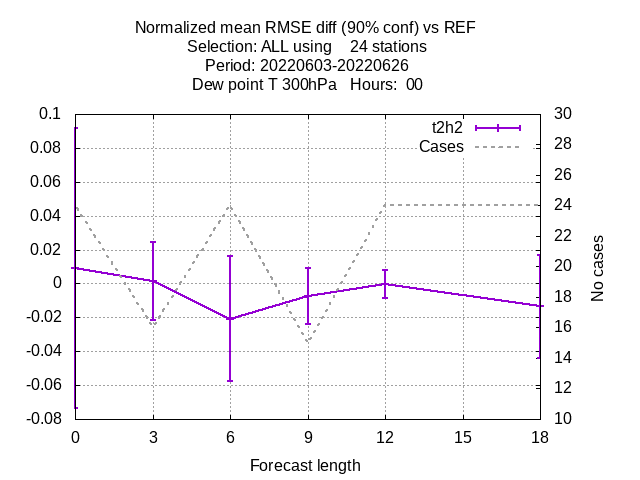 Normalized mean RMSE diff (90% conf) vs REF
Selection: ALL using    24 stations
Period: 20220603-20220626
Dew point T 300hPa   Hours:  00
t2h2
Cases
0.1
0.08
0.06
0.04
0.02
0
-0.02
-0.04
-0.06
-0.08
30
28
26
24
22
20
18
16
14
12
10
No cases
0 3 6 9 12 15 18
Forecast length